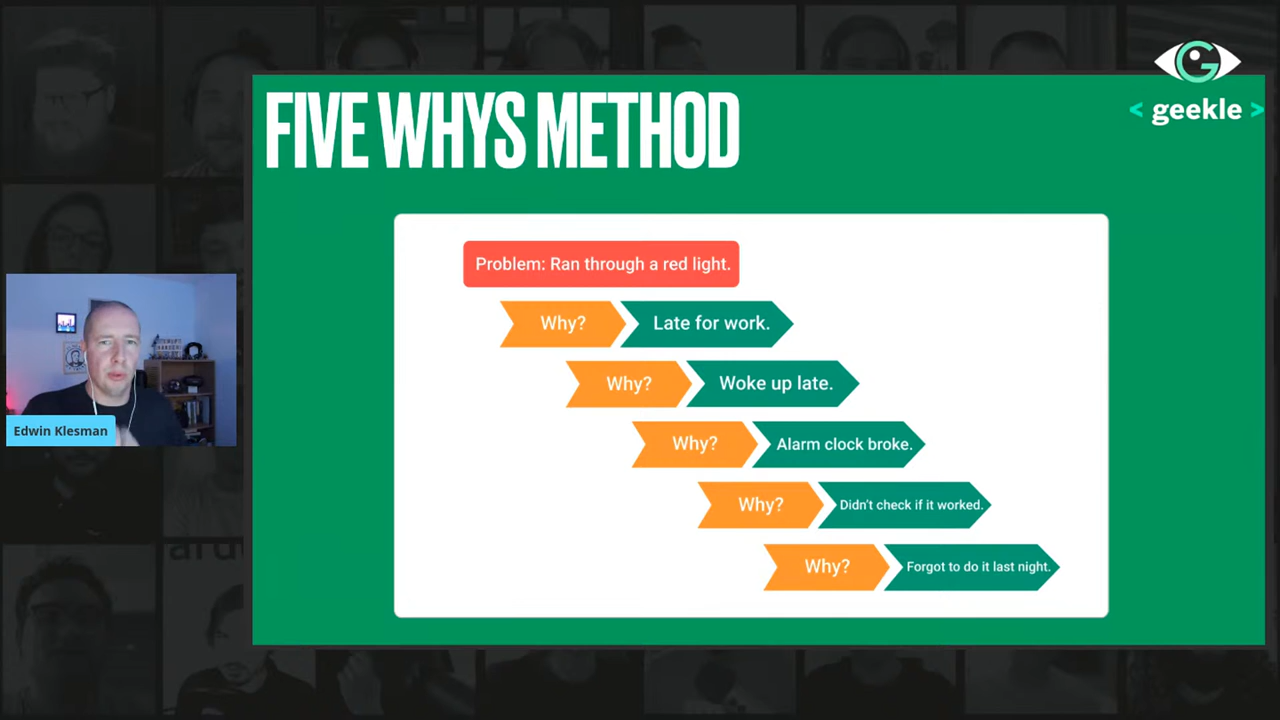 FIVE WHYS METHOD
< geekle >
Problem: Ran through a red light.
Why? Late for work.
Why? Woke up late.
Why? Alarm clock broke.
Why? Didn't check if it worked.
Why? Forgot to do it last night.
Edwin Klesman